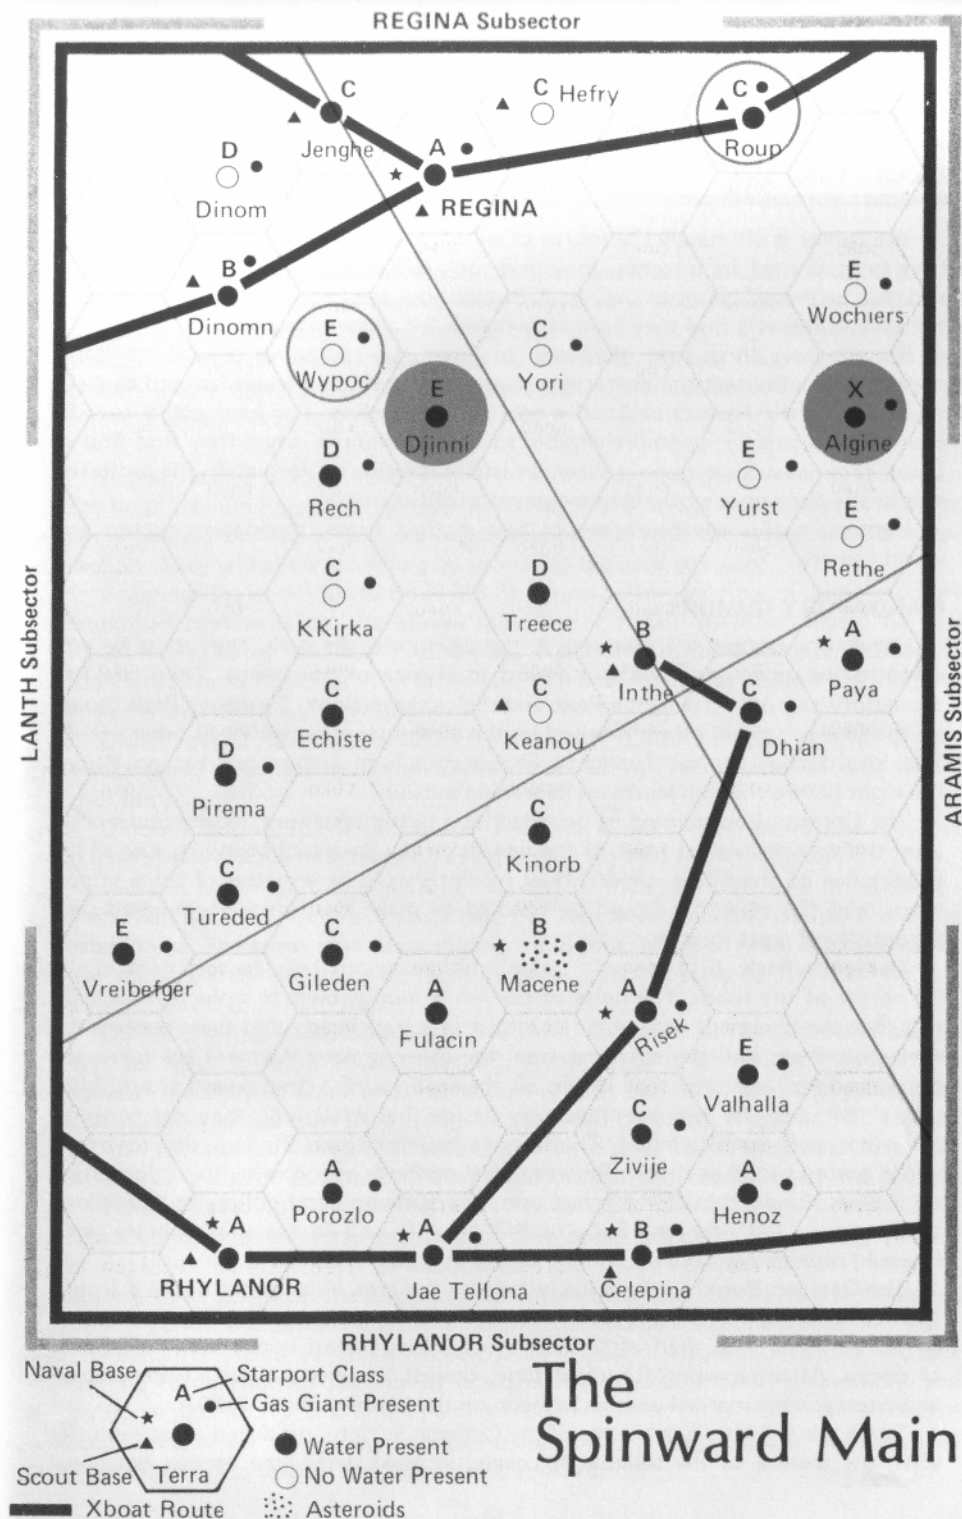 REGINA Subsector
C
Hefry
C
C
Jenghe
A
Roup
D
Dinom
REGINA
B
Dinomn
E
Wochiers
E
Wypoc
C
Yori
E
Djinni
X
Algine
D
Rech
E
Yurst
E
Rethe
C
KKirka
D
Treece
B
Inthe
A
Paya
LANTH Subsector
ARAMIS Subsector
C
Echiste
C
Keanou
C
Dhian
D
Pirema
C
Kinorb
C
Tureded
E
Vreibefger
C
Gileden
B
Macene
A
Fulacin
A
Risek
E
Valhalla
C
Zivije
A
Porozlo
A
Henoz
A
RHYLANOR
A
Jae Tellona
B
Celepina
RHYLANOR Subsector
Naval Base
A
Starport Class
Gas Giant Present
Water Present
Scout Base
Terra
No Water Present
Xboat Route
Asteroids
The
Spinward Main